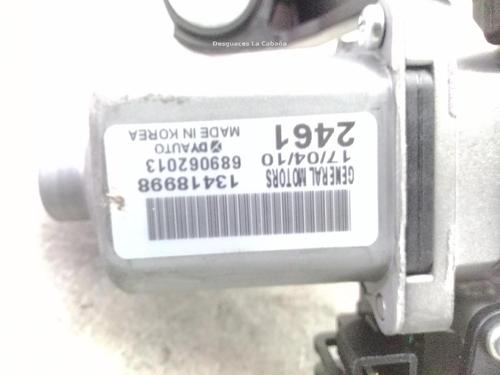 Desguaces La Cabaña
GENERAL MOTORS
13418998
17/04/10 689062013
2461
DYAUTO
MADE IN KOREA